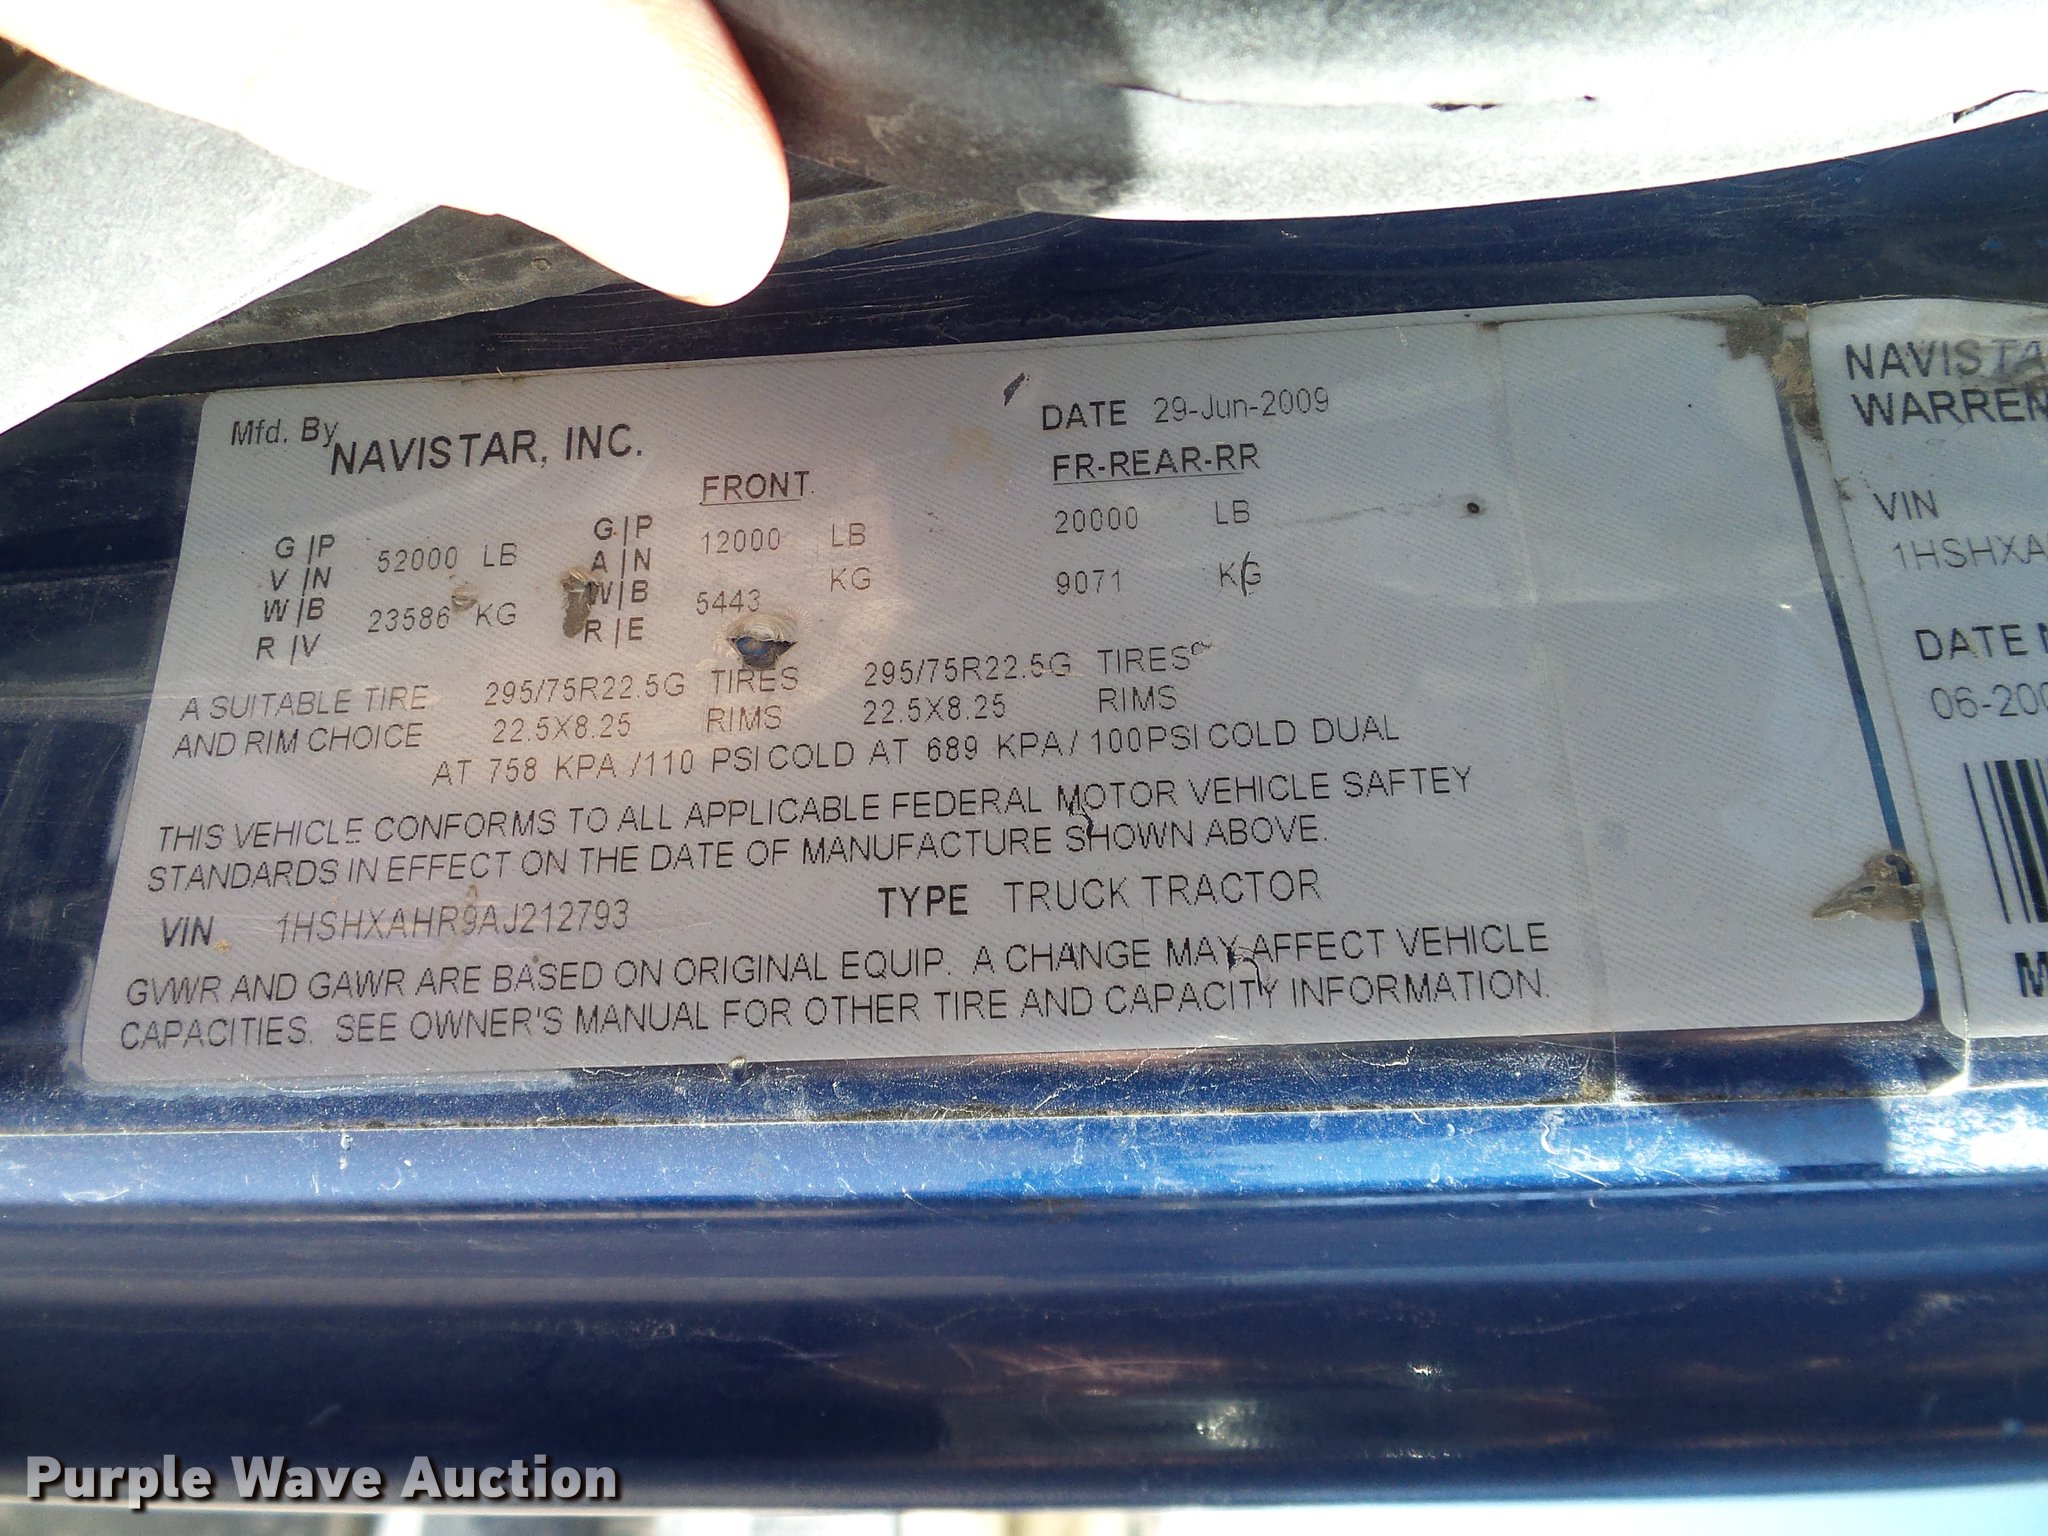 Mfd. By
NAVISTAR, INC.
DATE 29-Jun-2009
FRONT FR-REAR-RR
G|P 52000 LB G|P 12000 LB 20000 LB
V|N A|N
W|B 23586 KG W|B 5443 KG 9071 KG
R|V R|E
A SUITABLE TIRE 295/75R22.5G TIRES 295/75R22.5G TIRES
AND RIM CHOICE 22.5X8.25 RIMS 22.5X8.25 RIMS
AT 758 KPA /110 PSI COLD AT 689 KPA/ 100PSI COLD DUAL
THIS VEHICLE CONFORMS TO ALL APPLICABLE FEDERAL MOTOR VEHICLE SAFTEY
STANDARDS IN EFFECT ON THE DATE OF MANUFACTURE SHOWN ABOVE.
VIN 1HSHXAHR9AJ212793 TYPE TRUCK TRACTOR
GVWR AND GAWR ARE BASED ON ORIGINAL EQUIP. A CHANGE MAY AFFECT VEHICLE
CAPACITIES. SEE OWNER'S MANUAL FOR OTHER TIRE AND CAPACITY INFORMATION.
NAVISTA
WARREN
VIN
1HSHXA
DATE
06-200
M
Purple Wave Auction